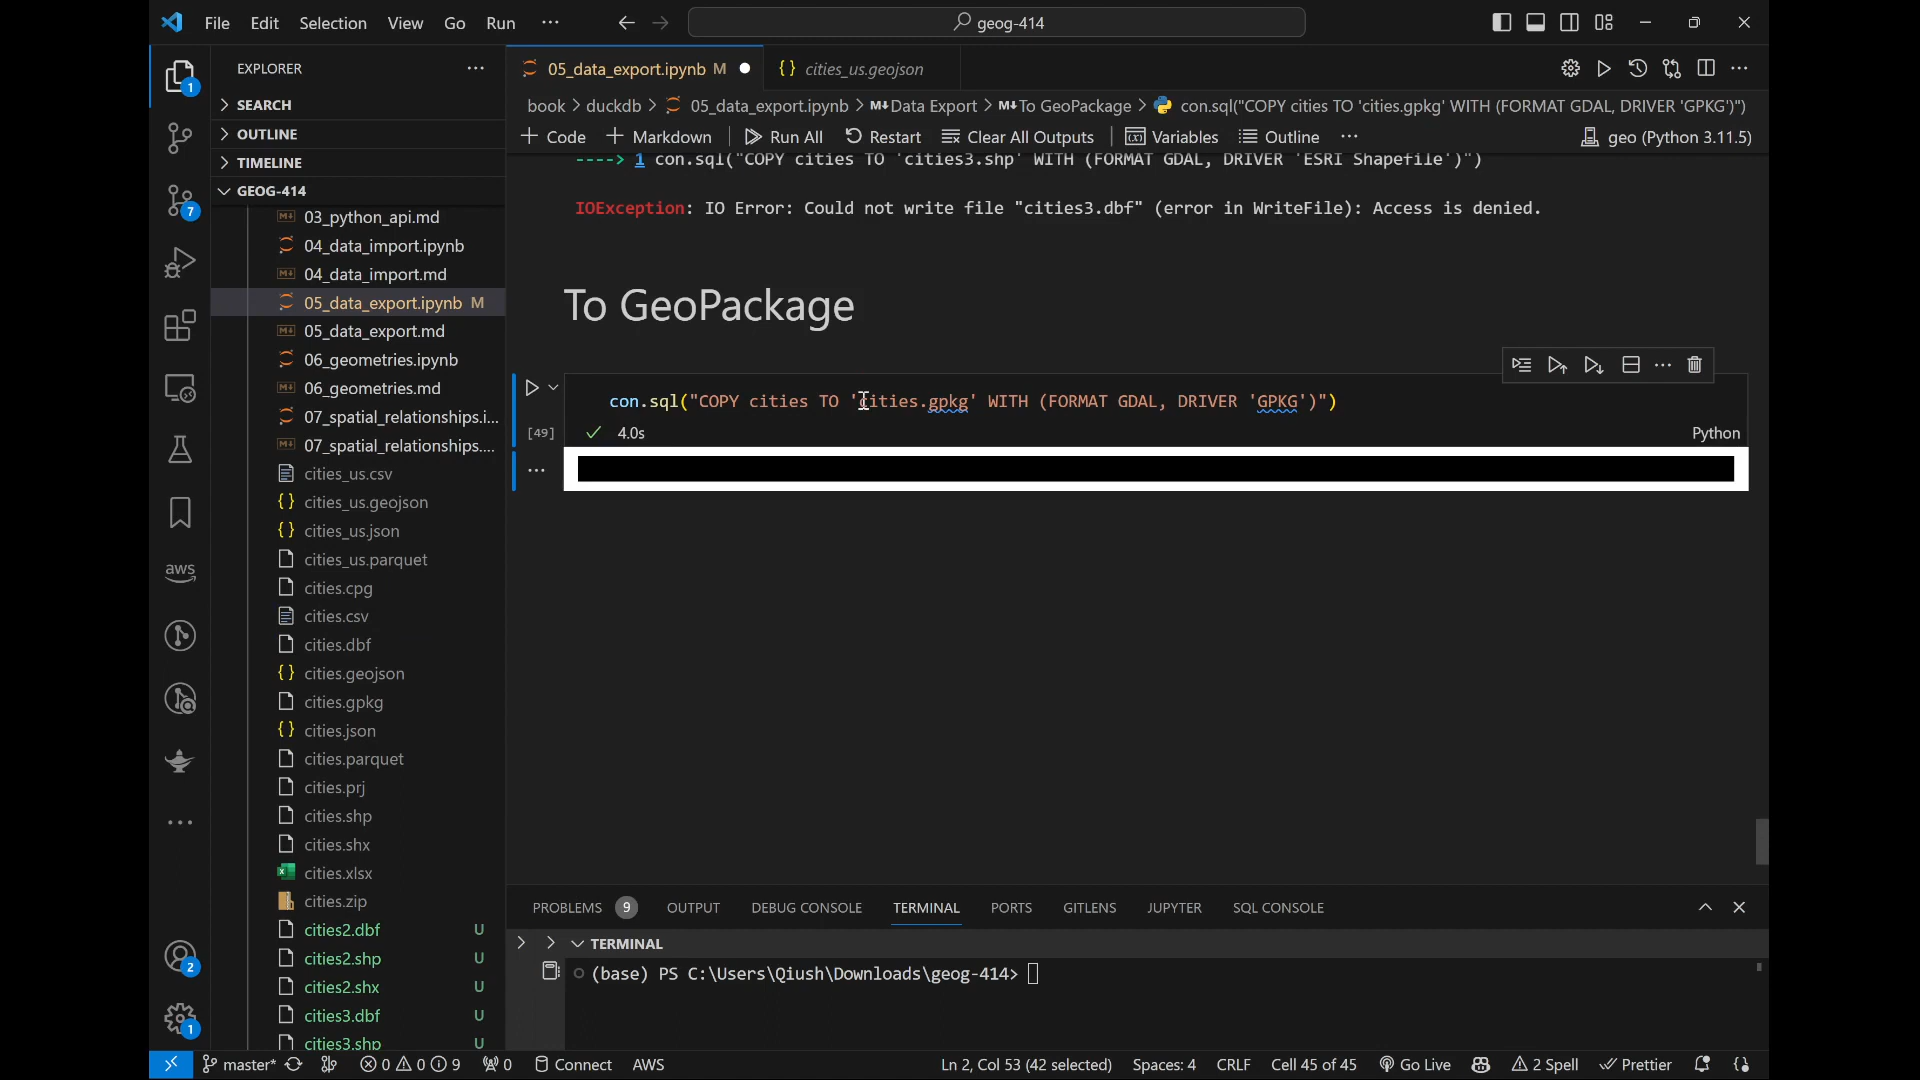 File Edit Selection View Go Run ··· geog-414
EXPLORER ···
SEARCH
OUTLINE
TIMELINE
GEOG-414
03_python_api.md
04_data_import.ipynb
04_data_import.md
05_data_export.ipynb M
05_data_export.md
06_geometries.ipynb
06_geometries.md
07_spatial_relationships.i...
07_spatial_relationships....
cities_us.csv
cities_us.geojson
cities_us.json
cities_us.parquet
cities.cpg
cities.csv
cities.dbf
cities.geojson
cities.gpkg
cities.json
cities.parquet
cities.prj
cities.shp
cities.shx
cities.xlsx
cities.zip
cities2.dbf U
cities2.shp U
cities2.shx U
cities3.dbf U
cities3.shp U
1
7
aws
2
1
05_data_export.ipynb M cities_us.geojson
book > duckdb > 05_data_export.ipynb > M↓Data Export > M↓To GeoPackage > con.sql("COPY cities TO 'cities.gpkg' WITH (FORMAT GDAL, DRIVER 'GPKG')")
+ Code + Markdown Run All Restart Clear All Outputs Variables Outline ··· geo (Python 3.11.5)
----> 1 con.sql("COPY cities TO 'cities3.shp' WITH (FORMAT GDAL, DRIVER 'ESRI Shapefile')")
IOException: IO Error: Could not write file "cities3.dbf" (error in WriteFile): Access is denied.
To GeoPackage
con.sql("COPY cities TO 'cities.gpkg' WITH (FORMAT GDAL, DRIVER 'GPKG')")
[49] 4.0s Python
PROBLEMS 9 OUTPUT DEBUG CONSOLE TERMINAL PORTS GITLENS JUPYTER SQL CONSOLE
TERMINAL
(base) PS C:\Users\Qiush\Downloads\geog-414>
master* 0 0 9 0 Connect AWS Ln 2, Col 53 (42 selected) Spaces: 4 CRLF Cell 45 of 45 Go Live 2 Spell Prettier